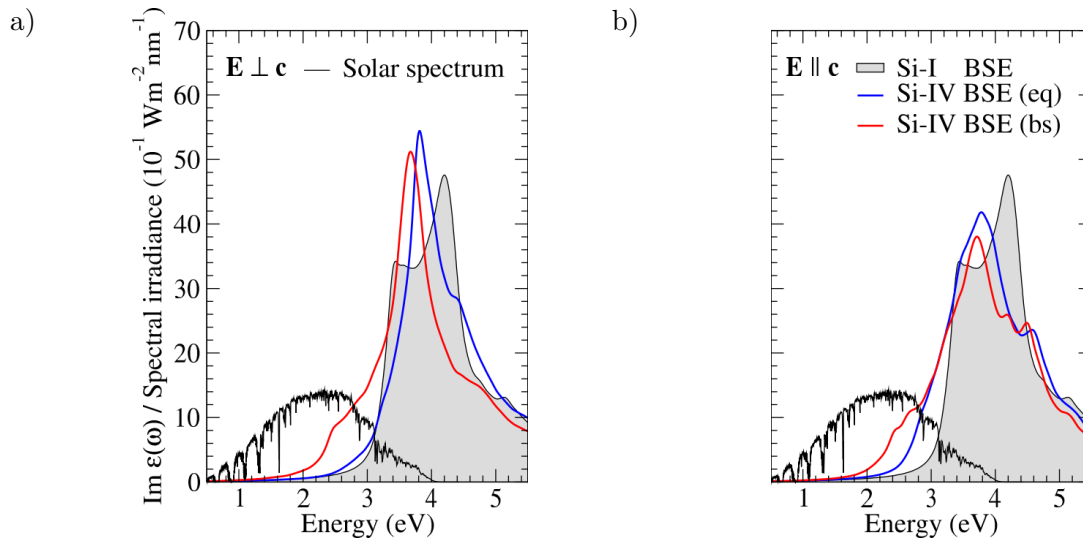 a)
Im ε(ω) / Spectral irradiance (10⁻¹ Wm⁻² nm⁻¹)
70
60
50
40
30
20
10
0
E ⊥ c — Solar spectrum
1 2 3 4 5
Energy (eV)
b)
E ∥ c
Si-I BSE
Si-IV BSE (eq)
Si-IV BSE (bs)
1 2 3 4 5
Energy (eV)